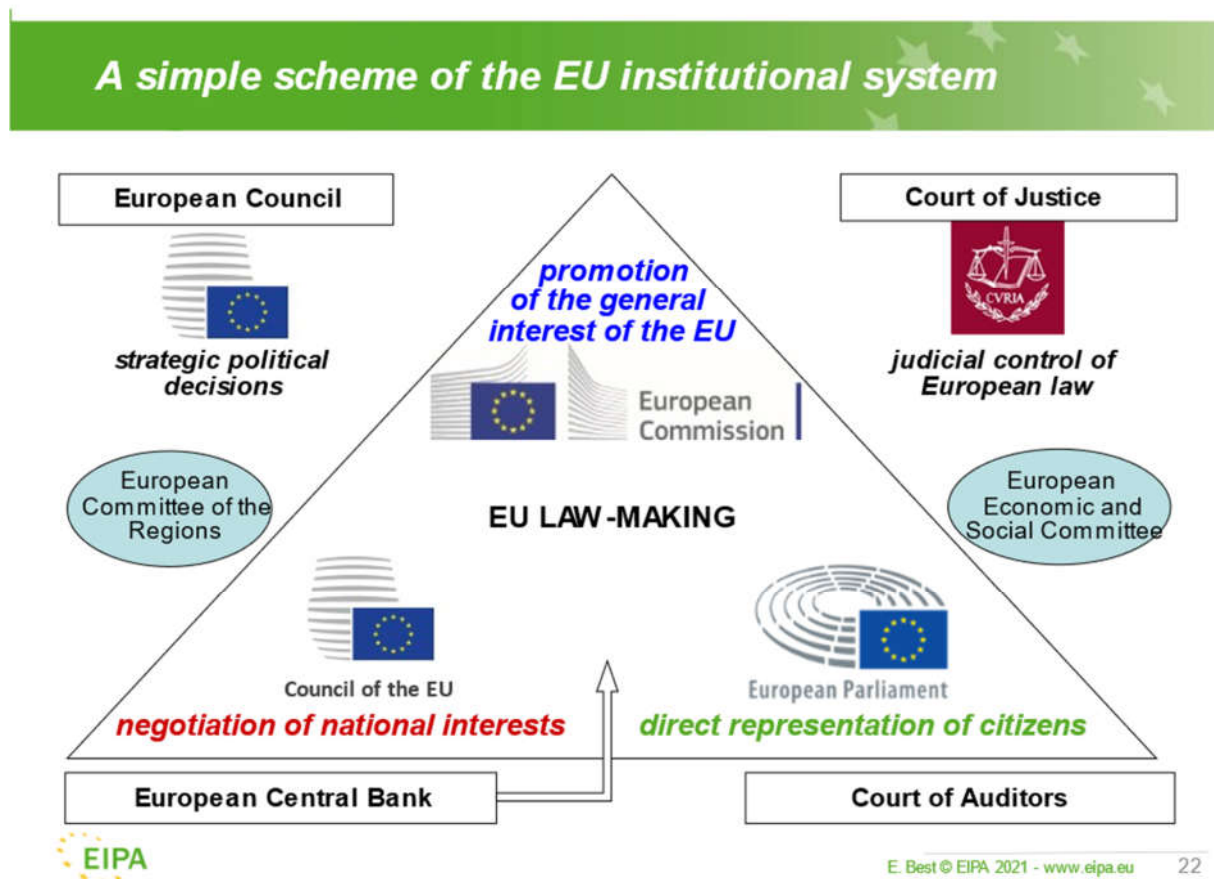 A simple scheme of the EU institutional system
European Council
strategic political
decisions
Court of Justice
CVRIA
judicial control of
European law
promotion
of the general
interest of the EU
European
Commission
European
Committee of the
Regions
EU LAW-MAKING
European
Economic and
Social Committee
Council of the EU
negotiation of national interests
European Parliament
direct representation of citizens
European Central Bank
Court of Auditors
EIPA
E. Best © EIPA 2021 - www.eipa.eu 22